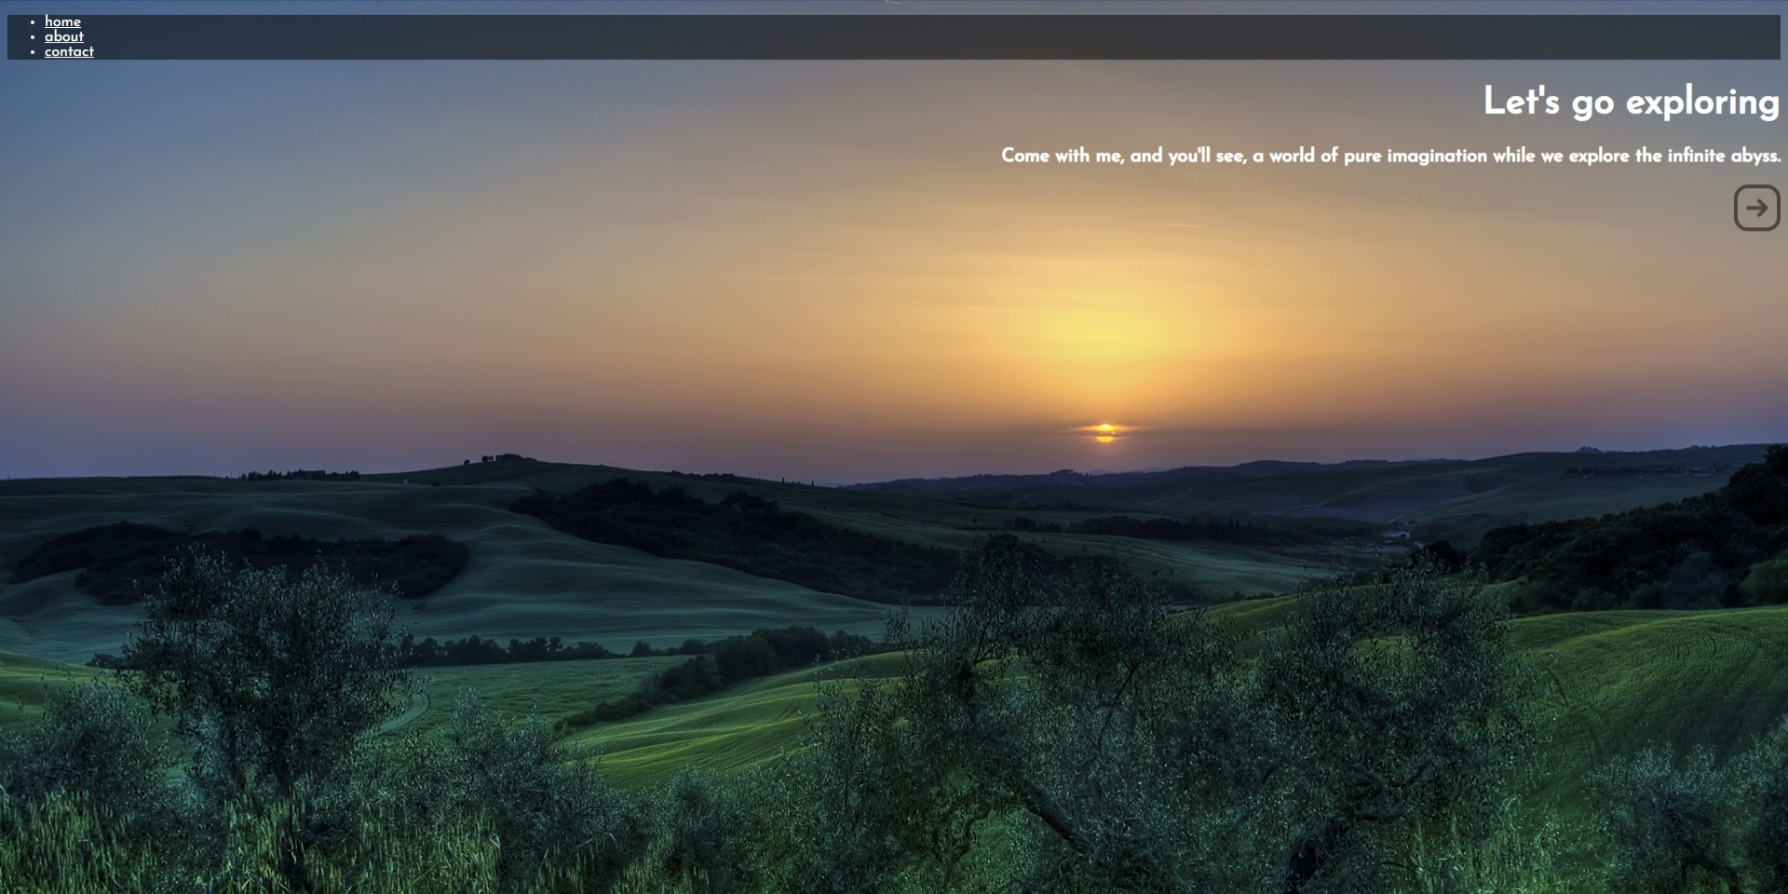 home
about
contact
Let's go exploring
Come with me, and you'll see, a world of pure imagination while we explore the infinite abyss.